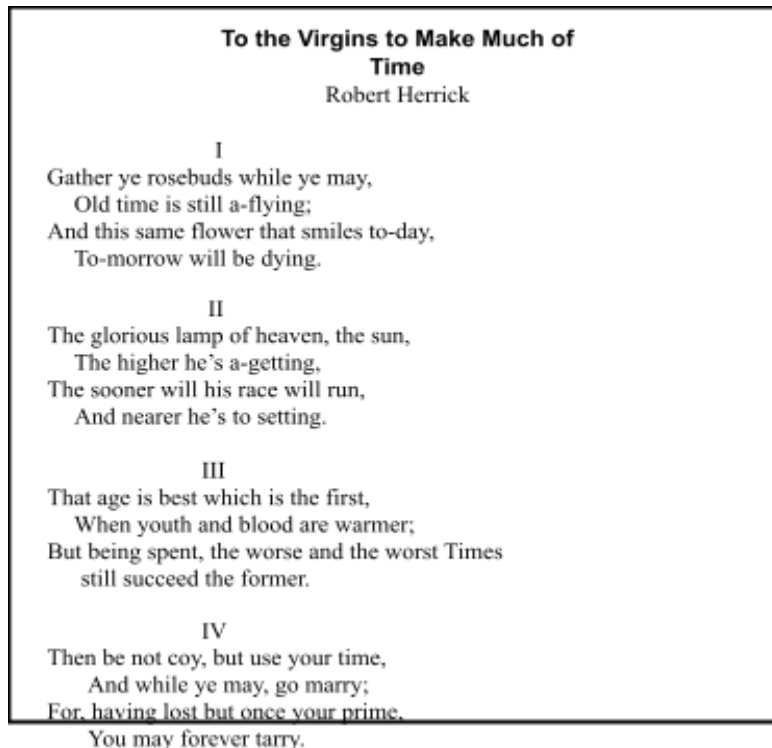 To the Virgins to Make Much of
Time
Robert Herrick
I
Gather ye rosebuds while ye may,
Old time is still a-flying;
And this same flower that smiles to-day,
To-morrow will be dying.
II
The glorious lamp of heaven, the sun,
The higher he's a-getting,
The sooner will his race will run,
And nearer he's to setting.
III
That age is best which is the first,
When youth and blood are warmer;
But being spent, the worse and the worst Times
still succeed the former.
IV
Then be not coy, but use your time,
And while ye may, go marry;
For, having lost but once your prime,
You may forever tarry.